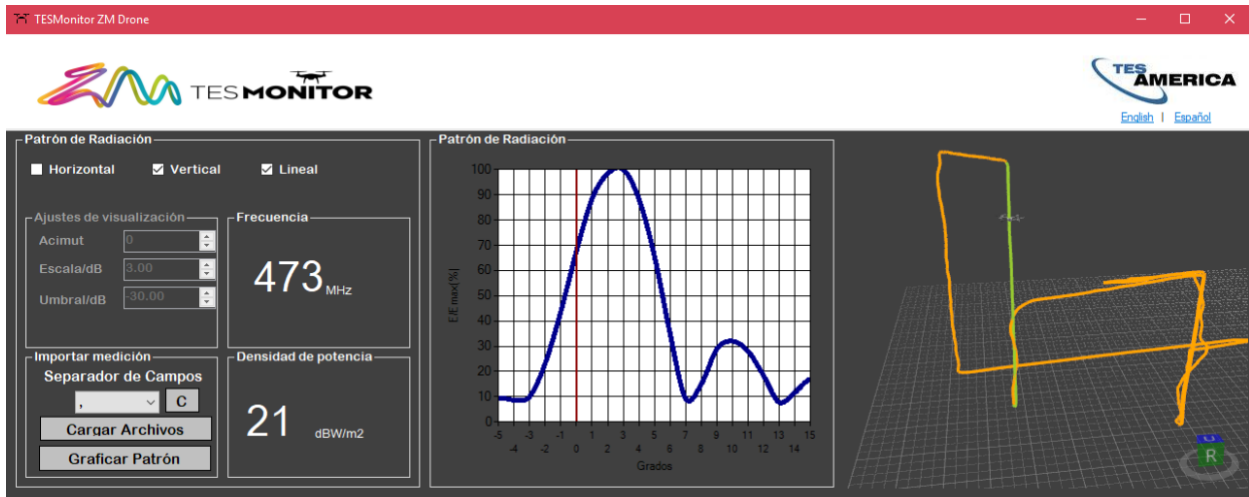 TESMonitor ZM Drone
ZM TESMONITOR
TES AMERICA
English | Español
Patrón de Radiación
Horizontal Vertical Lineal
Ajustes de visualización
Acimut 0
Escala/dB 3.00
Umbral/dB -30.00
Frecuencia
473 MHz
Importar medición
Separador de Campos
, C
Cargar Archivos
Graficar Patrón
Densidad de potencia
21 dBW/m2
Patrón de Radiación
E/E max[%]
100
90
80
70
60
50
40
30
20
10
0
-5 -3 -1 1 3 5 7 9 11 13 15
-4 -2 0 2 4 6 8 10 12 14
Grados
R